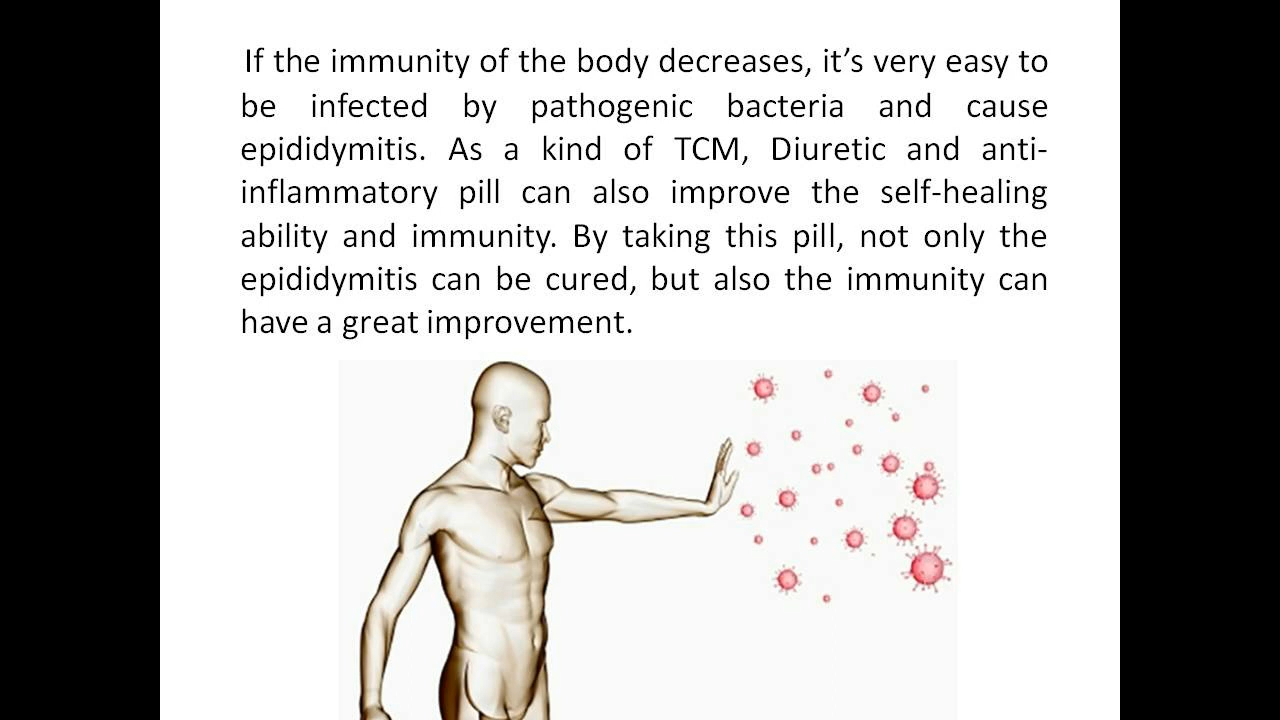 If the immunity of the body decreases, it’s very easy to
be infected by pathogenic bacteria and cause
epididymitis. As a kind of TCM, Diuretic and anti-
inflammatory pill can also improve the self-healing
ability and immunity. By taking this pill, not only the
epididymitis can be cured, but also the immunity can
have a great improvement.